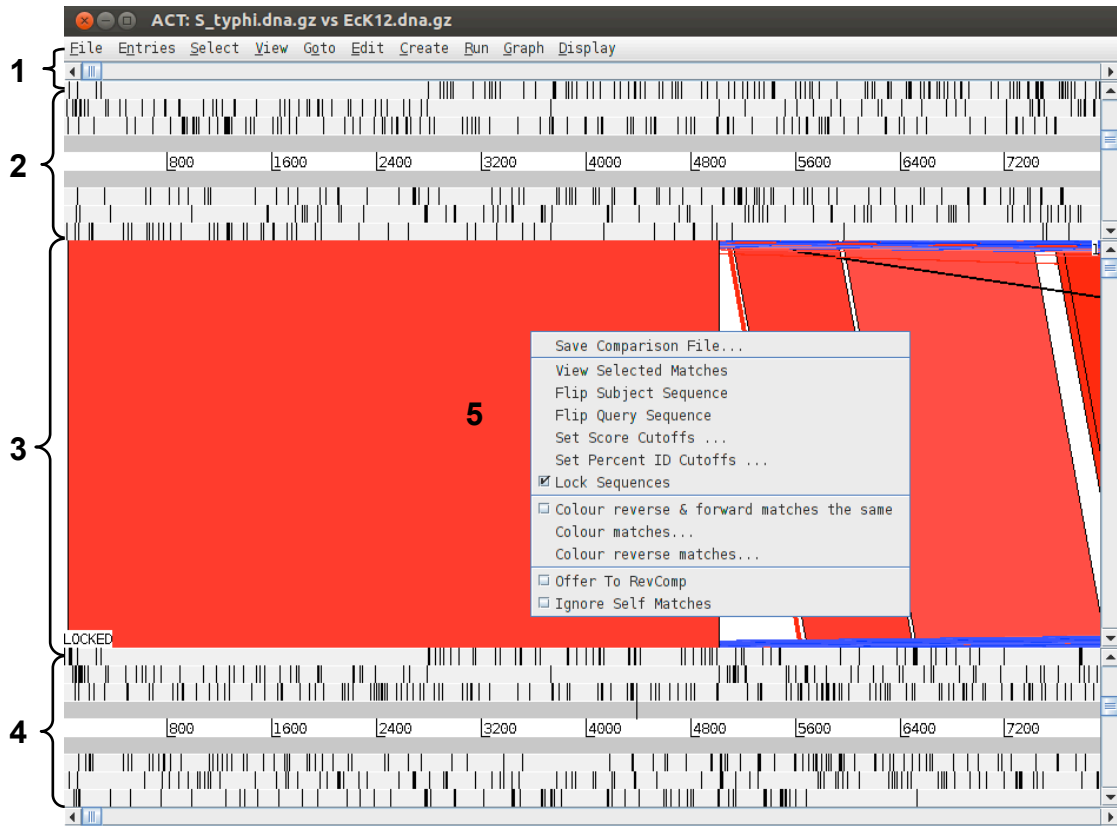 ACT: S_typhi.dna.gz vs EcK12.dna.gz
File Entries Select View Goto Edit Create Run Graph Display
1
2
800 1600 2400 3200 4000 4800 5600 6400 7200
1
3
5
Save Comparison File...
View Selected Matches
Flip Subject Sequence
Flip Query Sequence
Set Score Cutoffs ...
Set Percent ID Cutoffs ...
Lock Sequences
Colour reverse & forward matches the same
Colour matches...
Colour reverse matches...
Offer To RevComp
Ignore Self Matches
LOCKED
4
800 1600 2400 3200 4000 4800 5600 6400 7200